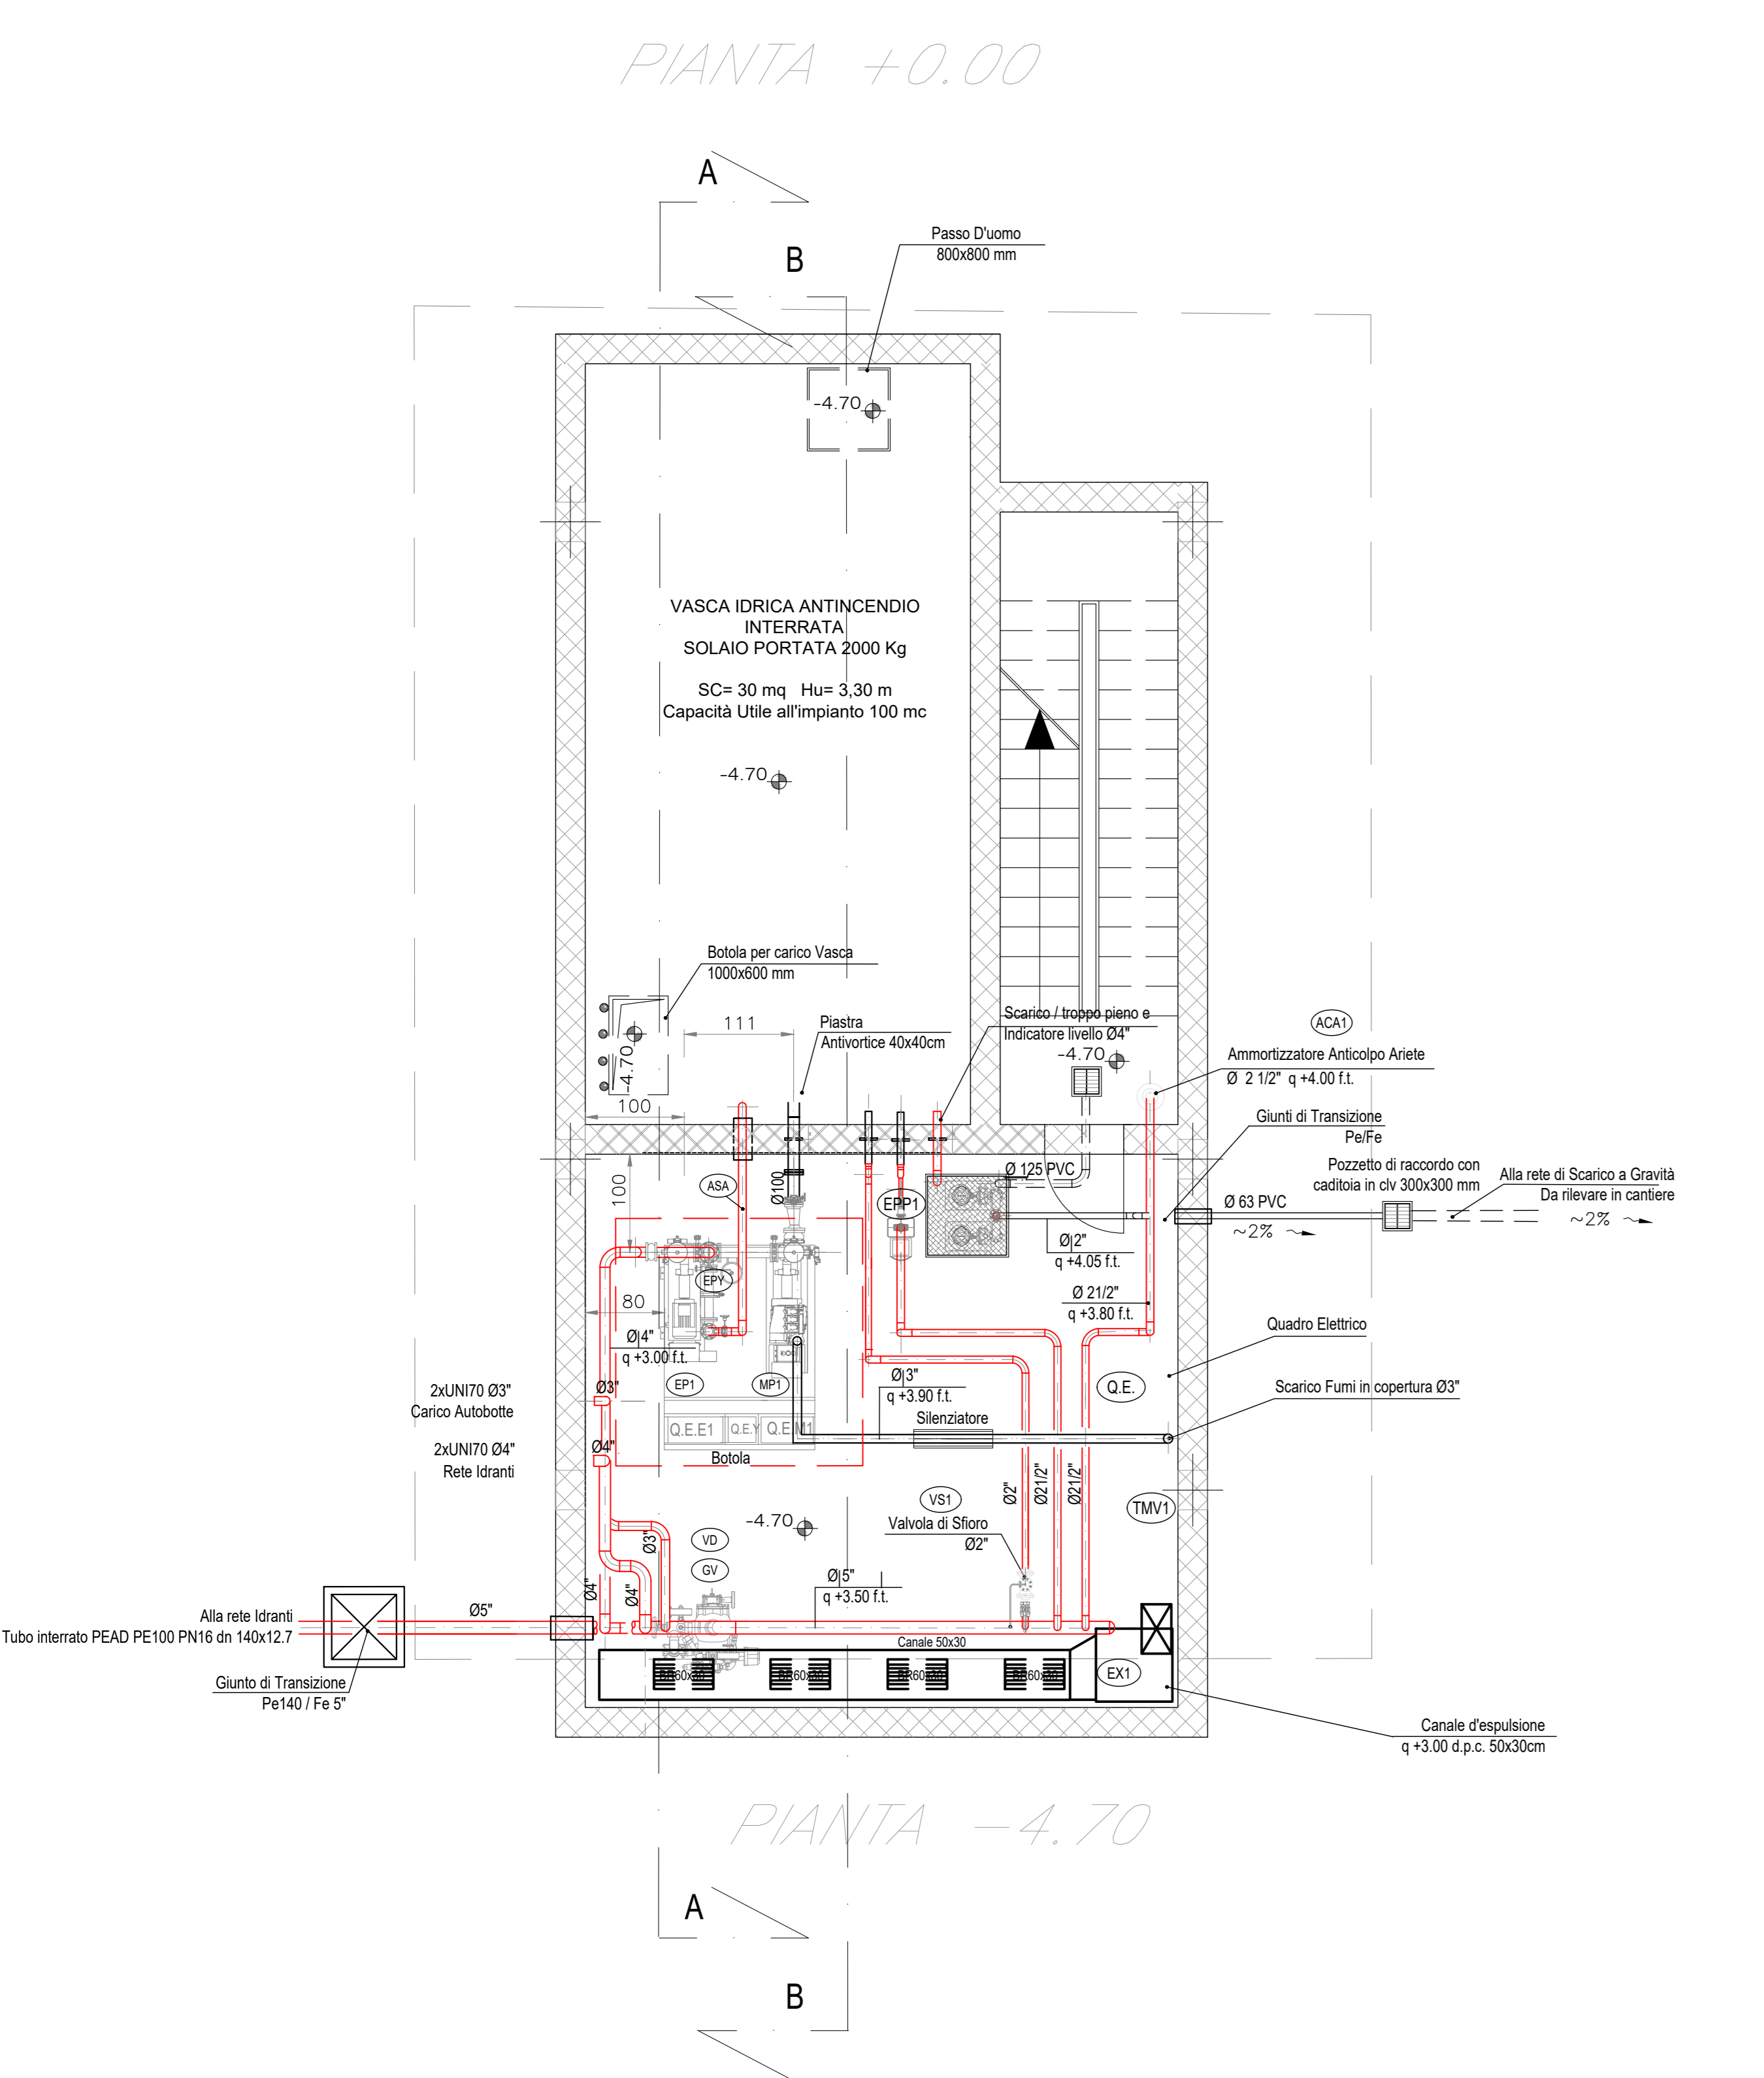 PIANTA +0.00
A
B
Passo D'uomo
800x800 mm
-4.70
VASCA IDRICA ANTINCENDIO
INTERRATA
SOLAIO PORTATA 2000 Kg
SC= 30 mq Hu= 3,30 m
Capacità Utile all'impianto 100 mc
-4.70
Botola per carico Vasca
1000x600 mm
-4.70
111
100
Piastra
Antivortice 40x40cm
Scarico / troppo pieno e
Indicatore livello Ø4"
-4.70
ACA1
Ammortizzatore Anticolpo Ariete
Ø 2 1/2" q +4.00 f.t.
Giunti di Transizione
Pe/Fe
Pozzetto di raccordo con
caditoia in clv 300x300 mm
Alla rete di Scarico a Gravità
Da rilevare in cantiere
~2%
Ø 63 PVC
~2%
Ø 125 PVC
100
ASA
Ø100
EPP1
Ø2"
q +4.05 f.t.
EPY
80
Ø 21/2"
q +3.80 f.t.
Ø4"
q +3.00 f.t.
Quadro Elettrico
Q.E.
EP1
MP1
Ø3"
q +3.90 f.t.
Scarico Fumi in copertura Ø3"
2xUNI70 Ø3"
Carico Autobotte
Ø3"
Silenziatore
Q.E.E1
Q.E.Y
Q.E.M1
2xUNI70 Ø4"
Rete Idranti
Ø4"
Botola
Ø2"
Ø21/2"
Ø21/2"
VS1
TMV1
Valvola di Sfioro
Ø2"
-4.70
VD
GV
Ø3"
Ø4"
Ø4"
Ø5"
q +3.50 f.t.
Alla rete Idranti
Tubo interrato PEAD PE100 PN16 dn 140x12.7
Ø5"
Giunto di Transizione
Pe140 / Fe 5"
Canale 50x30
BR60x30
BR60x30
BR60x30
BR60x30
EX1
Canale d'espulsione
q +3.00 d.p.c. 50x30cm
PIANTA -4.70
A
B